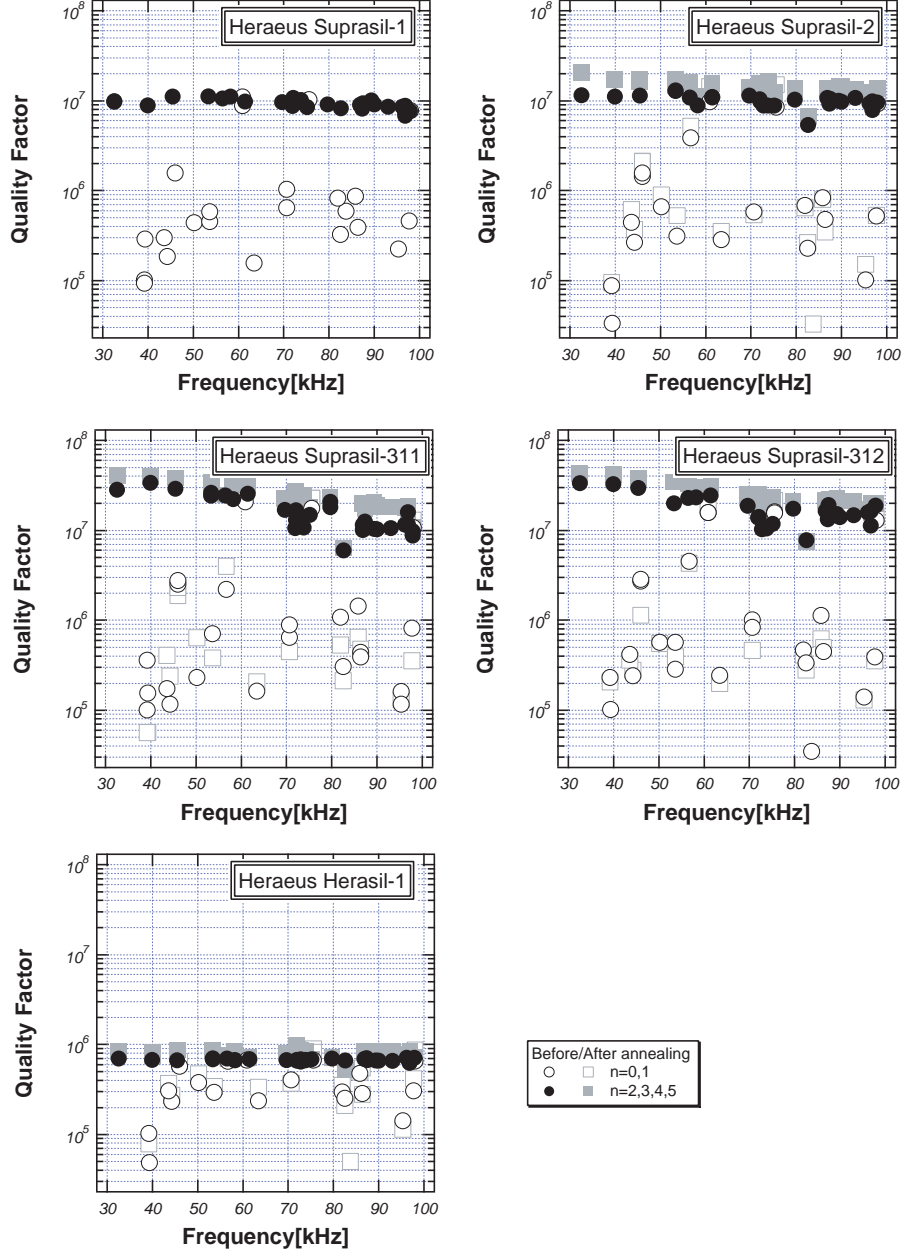 Heraeus Suprasil-1
10^8
10^7
10^6
10^5
Quality Factor
30 40 50 60 70 80 90 100
Frequency[kHz]
Heraeus Suprasil-2
10^8
10^7
10^6
10^5
Quality Factor
30 40 50 60 70 80 90 100
Frequency[kHz]
Heraeus Suprasil-311
10^8
10^7
10^6
10^5
Quality Factor
30 40 50 60 70 80 90 100
Frequency[kHz]
Heraeus Suprasil-312
10^8
10^7
10^6
10^5
Quality Factor
30 40 50 60 70 80 90 100
Frequency[kHz]
Heraeus Herasil-1
10^8
10^7
10^6
10^5
Quality Factor
30 40 50 60 70 80 90 100
Frequency[kHz]
Before/After annealing
n=0,1
n=2,3,4,5